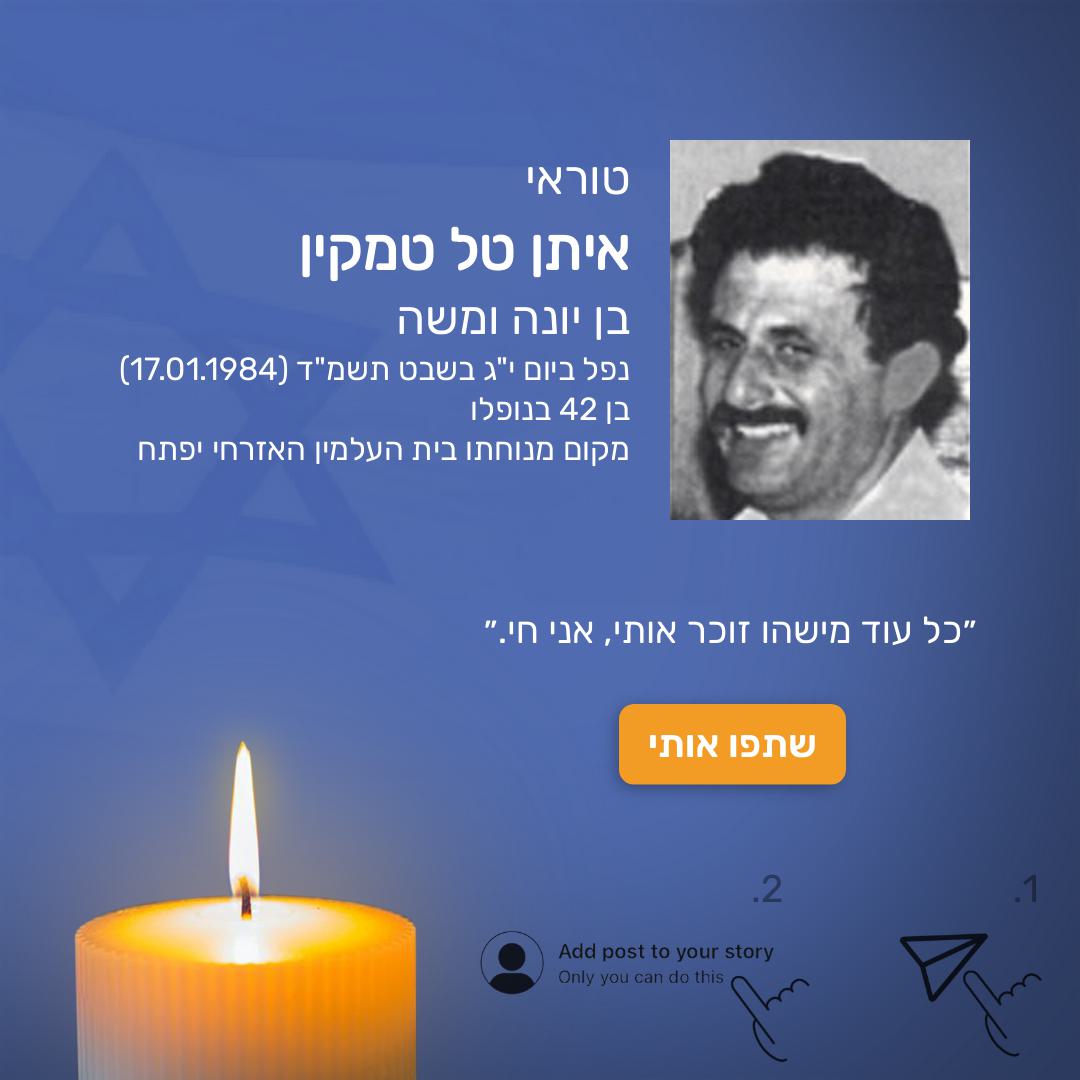 טוראי
איתן טל טמקין
בן יונה ומשה
נפל ביום י"ג בשבט תשמ"ד (17.01.1984)
בן 42 בנופלו
מקום מנוחתו בית העלמין האזרחי יפתח
״כל עוד מישהו זוכר אותי, אני חי.״
שתפו אותי
1.
2.
Add post to your story
Only you can do this